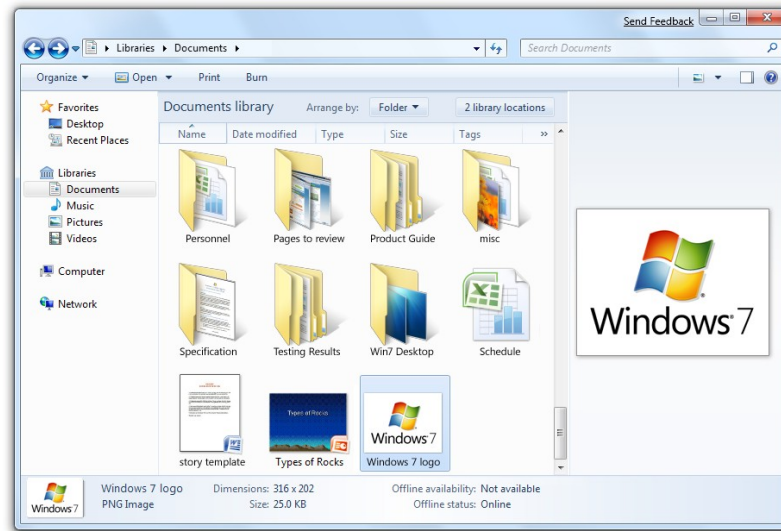 Send Feedback
Libraries Documents
Search Documents
Organize Open Print Burn
Favorites
Desktop
Recent Places
Libraries
Documents
Music
Pictures
Videos
Computer
Network
Documents library Arrange by: Folder 2 library locations
Name Date modified Type Size Tags »
Personnel Pages to review Product Guide misc
Specification Testing Results Win7 Desktop Schedule
Types of Rocks
Windows 7
story template Types of Rocks Windows 7 logo
Windows 7
Windows 7
Windows 7 logo Dimensions: 316 x 202 Offline availability: Not available
PNG Image Size: 25.0 KB Offline status: Online